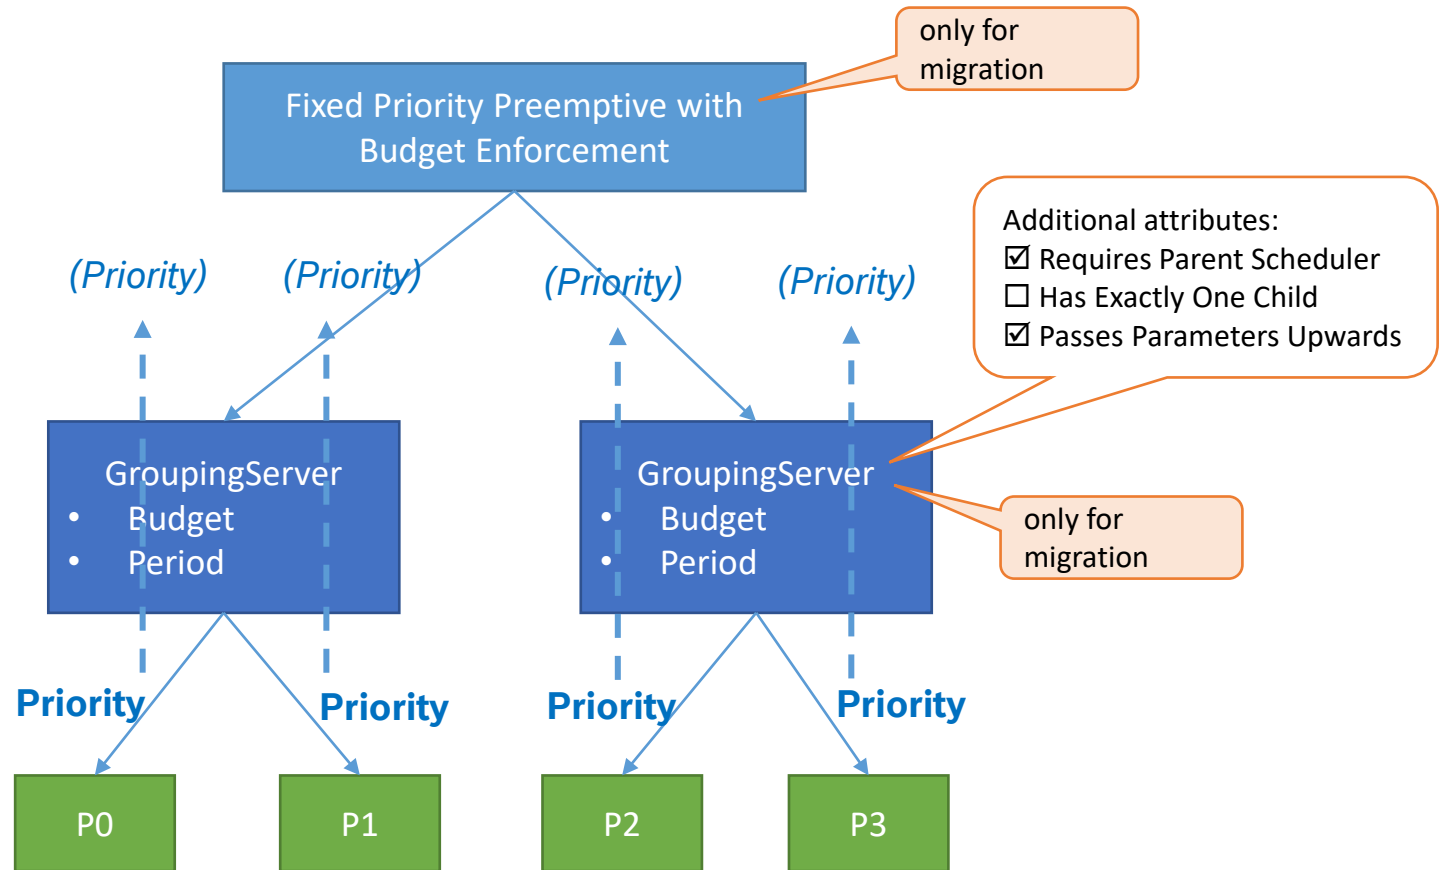 only for
migration
Fixed Priority Preemptive with
Budget Enforcement
Additional attributes:
☑ Requires Parent Scheduler
☐ Has Exactly One Child
☑ Passes Parameters Upwards
(Priority)
(Priority)
(Priority)
(Priority)
GroupingServer
• Budget
• Period
GroupingServer
• Budget
• Period
only for
migration
Priority
Priority
Priority
Priority
P0
P1
P2
P3